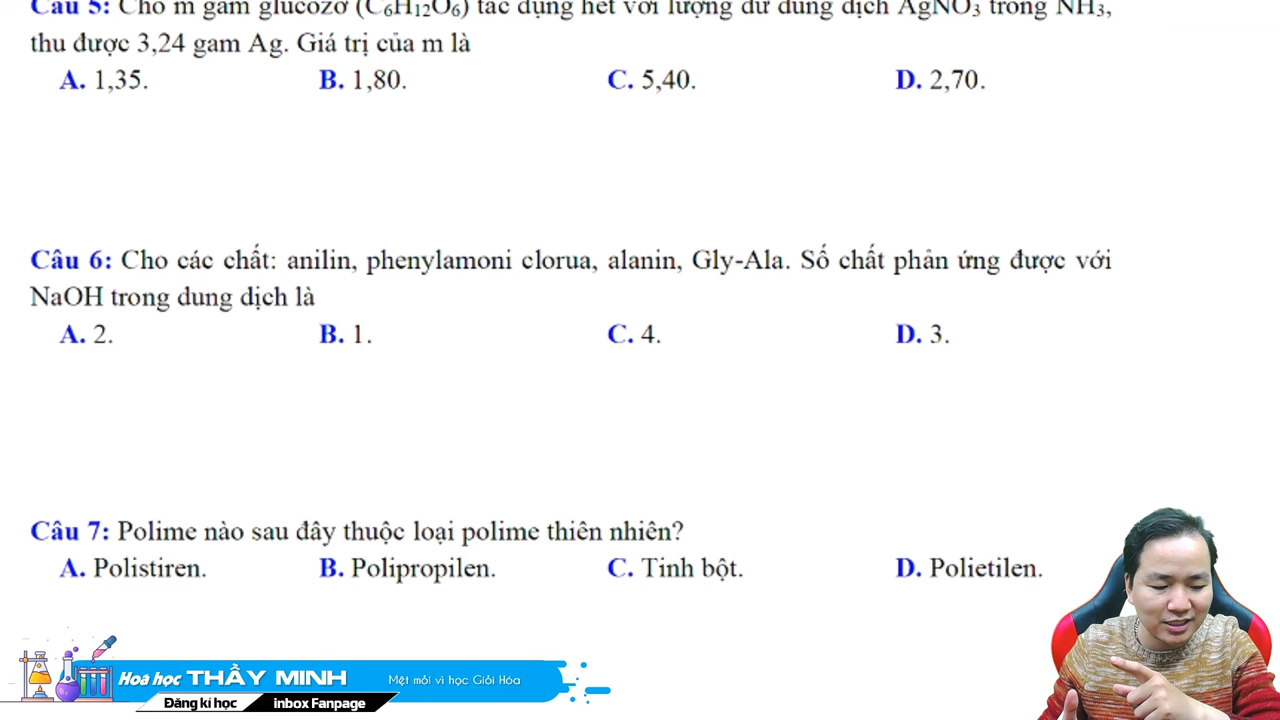 Câu 5: Cho m gam glucozơ (C₆H₁₂O₆) tác dụng hết với lượng dư dung dịch AgNO₃ trong NH₃,
thu được 3,24 gam Ag. Giá trị của m là
A. 1,35. B. 1,80. C. 5,40. D. 2,70.
Câu 6: Cho các chất: anilin, phenylamoni clorua, alanin, Gly-Ala. Số chất phản ứng được với
NaOH trong dung dịch là
A. 2. B. 1. C. 4. D. 3.
Câu 7: Polime nào sau đây thuộc loại polime thiên nhiên?
A. Polistiren. B. Polipropilen. C. Tinh bột. D. Polietilen.
Hoá học THẦY MINH Mệt mỏi vì học Giỏi Hóa
Đăng kí học inbox Fanpage